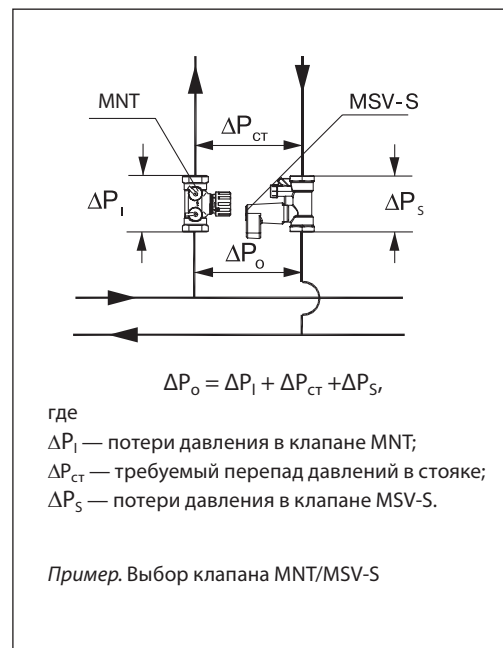 MNT
MSV-S
ΔPст
ΔPI
ΔPS
ΔPo
ΔPo = ΔPI + ΔPст +ΔPS,
где
ΔPI — потери давления в клапане MNT;
ΔPст — требуемый перепад давлений в стояке;
ΔPS — потери давления в клапане MSV-S.
Пример. Выбор клапана MNT/MSV-S